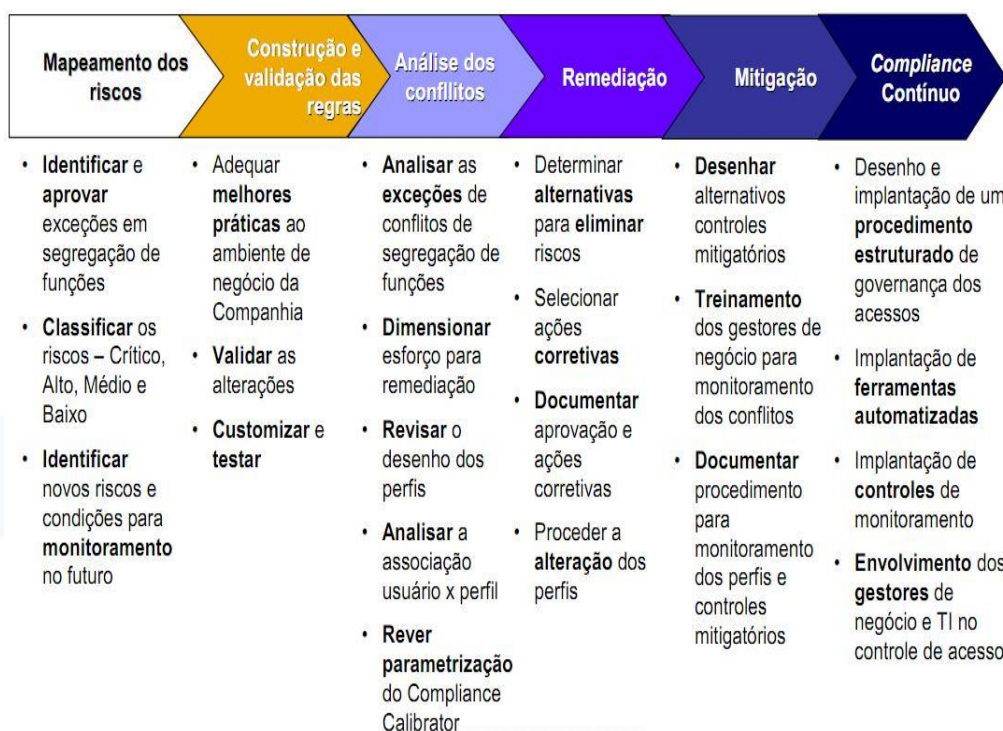 Mapeamento dos
riscos
Construção e
validação das
regras
Análise dos
confllitos
Remediação
Mitigação
Compliance
Contínuo
• Identificar e
aprovar
exceções em
segregação de
funções
• Classificar os
riscos – Crítico,
Alto, Médio e
Baixo
• Identificar
novos riscos e
condições para
monitoramento
no futuro
• Adequar
melhores
práticas ao
ambiente de
negócio da
Companhia
• Validar as
alterações
• Customizar e
testar
• Analisar as
exceções de
conflitos de
segregação de
funções
• Dimensionar
esforço para
remediação
• Revisar o
desenho dos
perfis
• Analisar a
associação
usuário x perfil
• Rever
parametrização
do Compliance
Calibrator
• Determinar
alternativas
para eliminar
riscos
• Selecionar
ações
corretivas
• Documentar
aprovação e
ações
corretivas
• Proceder a
alteração dos
perfis
• Desenhar
alternativos
controles
mitigatórios
• Treinamento
dos gestores de
negócio para
monitoramento
dos conflitos
• Documentar
procedimento
para
monitoramento
dos perfis e
controles
mitigatórios
• Desenho e
implantação de um
procedimento
estruturado de
governança dos
acessos
• Implantação de
ferramentas
automatizadas
• Implantação de
controles de
monitoramento
• Envolvimento dos
gestores de
negócio e TI no
controle de acesso